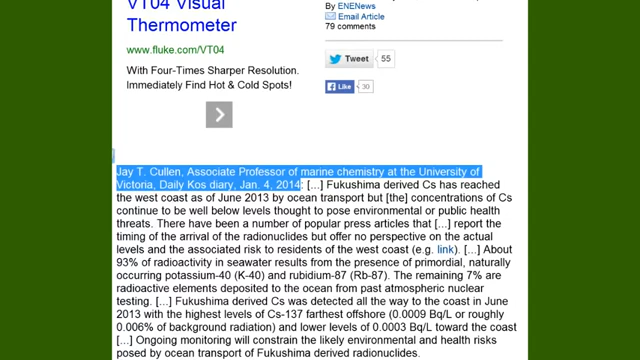 VT04 Visual
Thermometer
www.fluke.com/VT04
With Four-Times Sharper Resolution.
Immediately Find Hot & Cold Spots!
By ENENews
Email Article
79 comments
Tweet 55
Like 30
Jay T. Cullen, Associate Professor of marine chemistry at the University of
Victoria, Daily Kos diary, Jan. 4, 2014: [...] Fukushima derived Cs has reached
the west coast as of June 2013 by ocean transport but [the] concentrations of Cs
continue to be well below levels thought to pose environmental or public health
threats. There have been a number of popular press articles that [...] report the
timing of the arrival of the radionuclides but offer no perspective on the actual
levels and the associated risk to residents of the west coast (e.g. link). [...] About
93% of radioactivity in seawater results from the presence of primordial, naturally
occurring potassium-40 (K-40) and rubidium-87 (Rb-87). The remaining 7% are
radioactive elements deposited to the ocean from past atmospheric nuclear
testing. [...] Fukushima derived Cs was detected all the way to the coast in June
2013 with the highest levels of Cs-137 farthest offshore (0.0009 Bq/L or roughly
0.006% of background radiation) and lower levels of 0.0003 Bq/L toward the coast
[...] Ongoing monitoring will constrain the likely environmental and health risks
posed by ocean transport of Fukushima derived radionuclides.